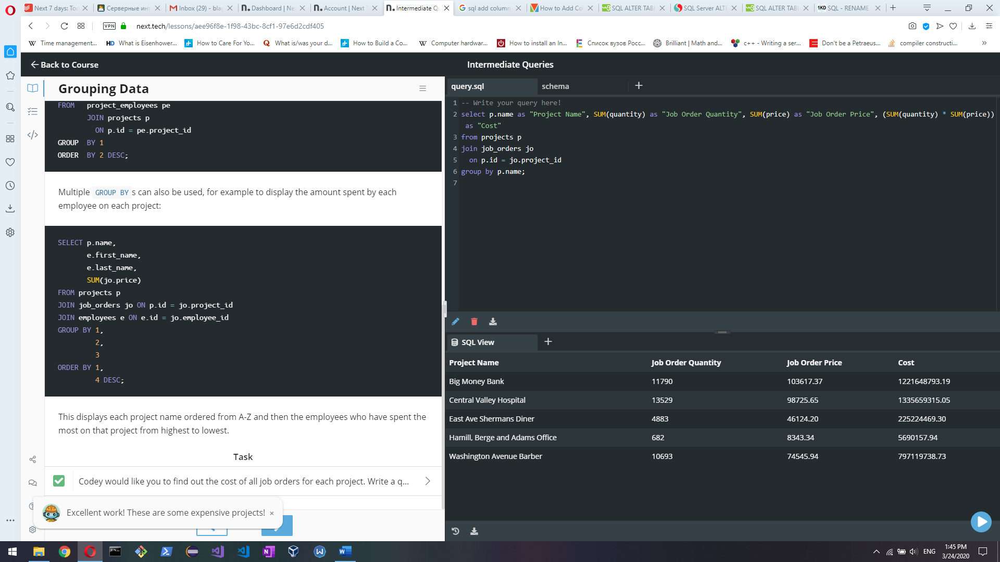 Next 7 days: Too
Серверные инт
Inbox (29) - blac
Dashboard | Ne
Account | Next T
Intermediate Qu
sql add column
How to Add Col
SQL ALTER TABL
SQL Server ALTE
SQL ALTER TABL
1KD SQL - RENAME
VPN
next.tech/lessons/aee96f8e-1f98-43bc-8cf1-97e6d2cdf405
Time management...
What is Eisenhower...
How to Care For Yo...
What is/was your d...
How to Build a Co...
Computer hardwar...
How to install an In...
Список вузов Росс...
Brilliant | Math and...
c++ - Writing a ser...
Don't be a Petraeus...
compiler constructi...
»
Back to Course
Intermediate Queries
Grouping Data
FROM project_employees pe
JOIN projects p
ON p.id = pe.project_id
GROUP BY 1
ORDER BY 2 DESC;
Multiple GROUP BY s can also be used, for example to display the amount spent by each
employee on each project:
SELECT p.name,
e.first_name,
e.last_name,
SUM(jo.price)
FROM projects p
JOIN job_orders jo ON p.id = jo.project_id
JOIN employees e ON e.id = jo.employee_id
GROUP BY 1,
2,
3
ORDER BY 1,
4 DESC;
This displays each project name ordered from A-Z and then the employees who have spent the
most on that project from highest to lowest.
Task
Codey would like you to find out the cost of all job orders for each project. Write a q...
Excellent work! These are some expensive projects! ×
query.sql
schema
1 -- Write your query here!
2 select p.name as "Project Name", SUM(quantity) as "Job Order Quantity", SUM(price) as "Job Order Price", (SUM(quantity) * SUM(price))
as "Cost"
3 from projects p
4 join job_orders jo
5 on p.id = jo.project_id
6 group by p.name;
7
SQL View
Project Name Job Order Quantity Job Order Price Cost
Big Money Bank 11790 103617.37 1221648793.19
Central Valley Hospital 13529 98725.65 1335659315.05
East Ave Shermans Diner 4883 46124.20 225224469.30
Hamill, Berge and Adams Office 682 8343.34 5690157.94
Washington Avenue Barber 10693 74545.94 797119738.73
ENG
1:45 PM
3/24/2020